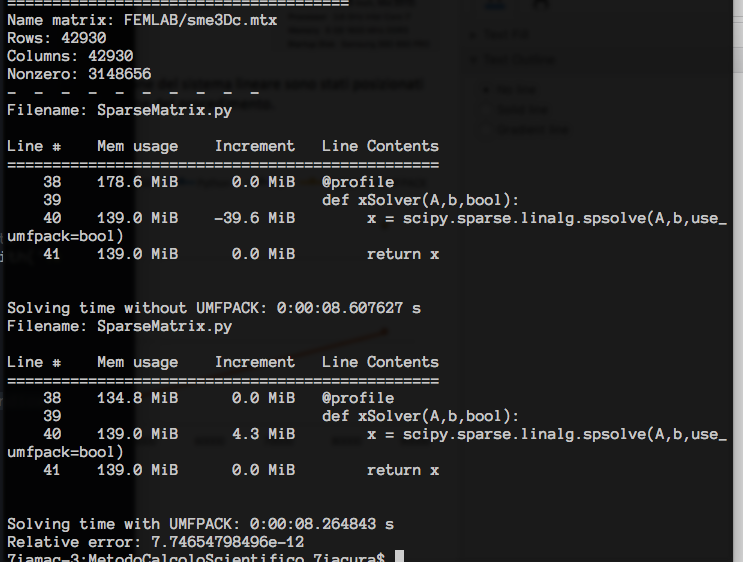 Name matrix: FEMLAB/sme3Dc.mtx
Rows: 42930
Columns: 42930
Nonzero: 3148656
- - - - - - - - - -
Filename: SparseMatrix.py
Line #    Mem usage    Increment   Line Contents
================================================
    38    178.6 MiB      0.0 MiB   @profile
    39                             def xSolver(A,b,bool):
    40    139.0 MiB    -39.6 MiB       x = scipy.sparse.linalg.spsolve(A,b,use_
umfpack=bool)
    41    139.0 MiB      0.0 MiB       return x
Solving time without UMFPACK: 0:00:08.607627 s
Filename: SparseMatrix.py
Line #    Mem usage    Increment   Line Contents
================================================
    38    134.8 MiB      0.0 MiB   @profile
    39                             def xSolver(A,b,bool):
    40    139.0 MiB      4.3 MiB       x = scipy.sparse.linalg.spsolve(A,b,use_
umfpack=bool)
    41    139.0 MiB      0.0 MiB       return x
Solving time with UMFPACK: 0:00:08.264843 s
Relative error: 7.74654798496e-12
7iamac-3:MetodoCalcoloScientifico 7iacura$